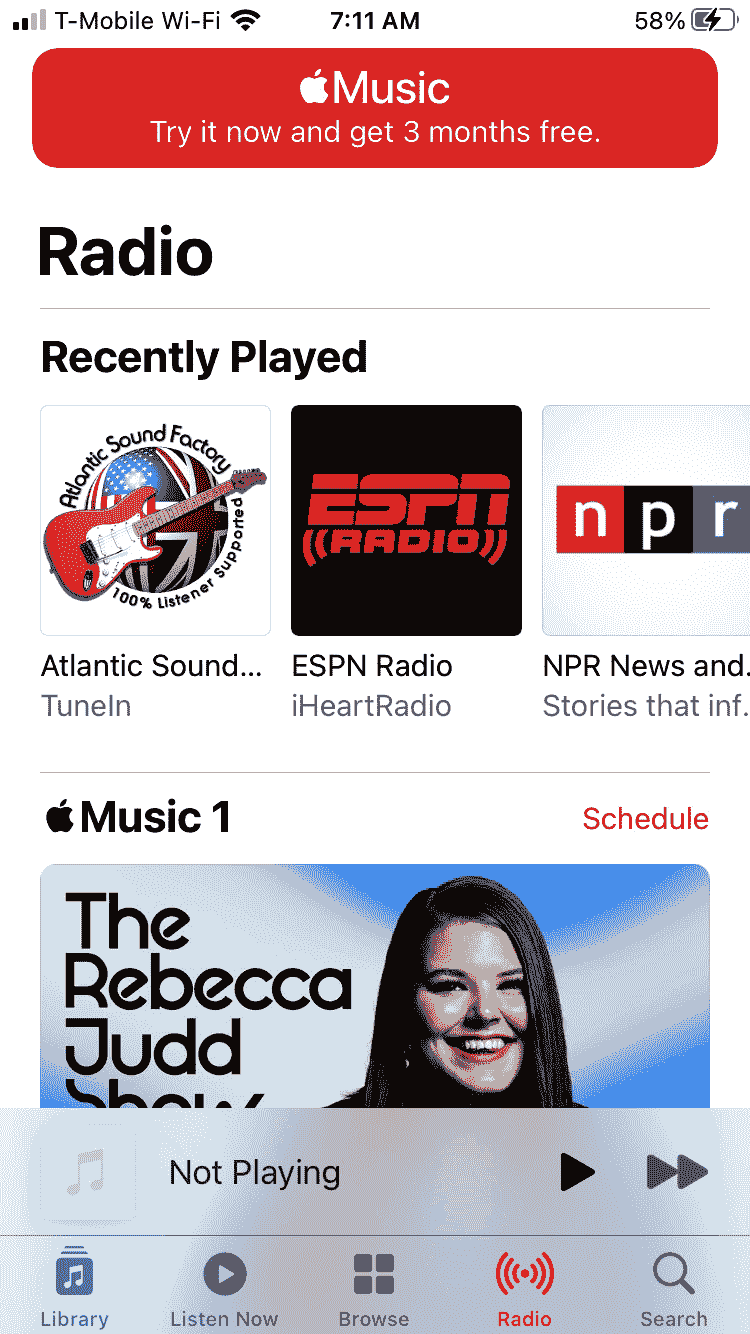 T-Mobile Wi-Fi 7:11 AM 58%
Music
Try it now and get 3 months free.
Radio
Recently Played
Atlantic Sound Factory
100% Listener Supported
ESPN
RADIO
n p r
Atlantic Sound... ESPN Radio NPR News and.
TuneIn iHeartRadio Stories that inf.
Music 1 Schedule
The
Rebecca
Judd
Show
Not Playing
Library Listen Now Browse Radio Search